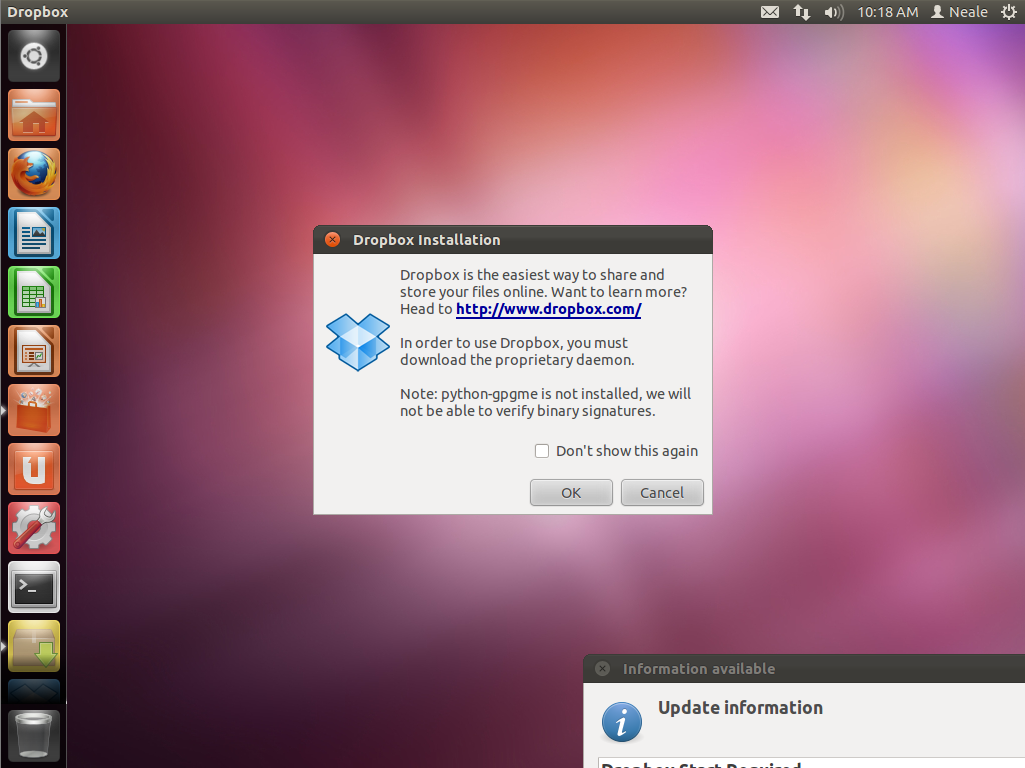 Dropbox
10:18 AM
Neale
Dropbox Installation
Dropbox is the easiest way to share and
store your files online. Want to learn more?
Head to http://www.dropbox.com/
In order to use Dropbox, you must
download the proprietary daemon.
Note: python-gpgme is not installed, we will
not be able to verify binary signatures.
Don't show this again
OK
Cancel
Information available
Update information
Dropbox Start Required